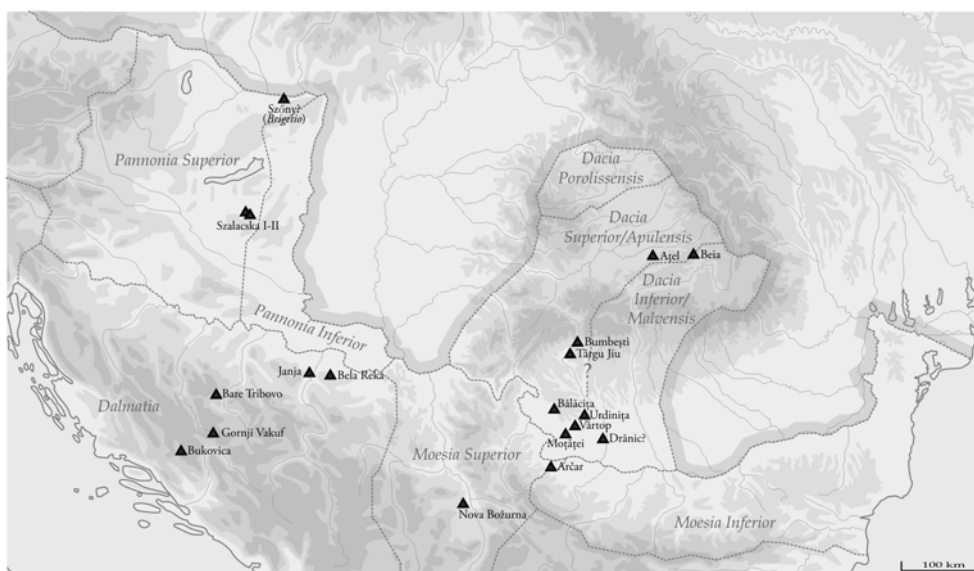 Szőny?
(Brigetio)
Pannonia Superior
Dacia
Porolissensis
Szalacska I-II
Dacia
Superior/Apulensis
Aţel
Beia
Dacia
Inferior/
Malvensis
Pannonia Inferior
Bumbeşti
Târgu Jiu
?
Janja
Bela Reka
Bare Tribovo
Dalmatia
Bălăciţa
Urdiniţa
Vârtop
Gornji Vakuf
Moţăţei
Drănic?
Bukovica
Moesia Superior
Arčar
Nova Božurna
Moesia Inferior
100 km